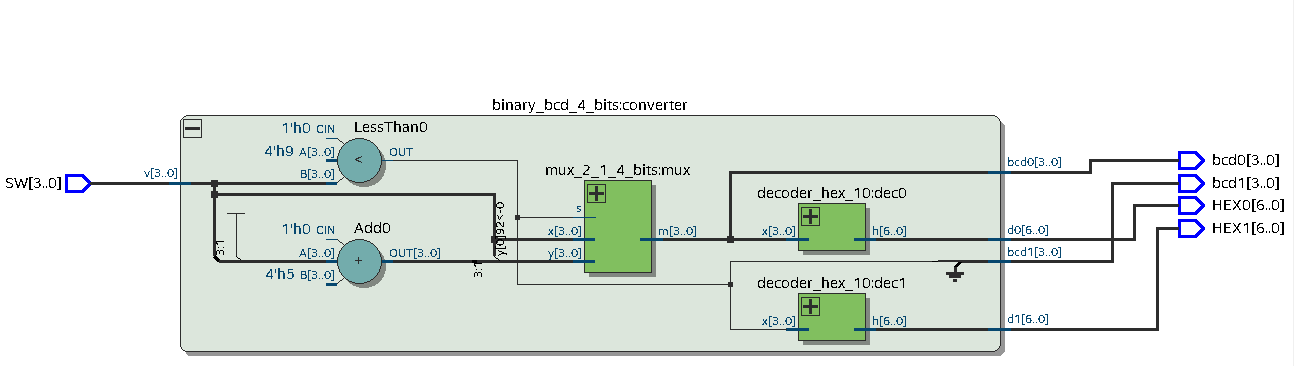 binary_bcd_4_bits:converter
1'h0 CIN
LessThan0
4'h9 A[3..0]
<
OUT
B[3..0]
SW[3..0]
v[3..0]
mux_2_1_4_bits:mux
s
x[3..0]
y[3..0]
m[3..0]
3:1
1'h0 CIN
Add0
A[3..0]
+
OUT[3..0]
4'h5 B[3..0]
3:1
decoder_hex_10:dec0
x[3..0]
h[6..0]
decoder_hex_10:dec1
x[3..0]
h[6..0]
bcd0[3..0]
d0[6..0]
bcd1[3..0]
d1[6..0]
bcd0[3..0]
bcd1[3..0]
HEX0[6..0]
HEX1[6..0]